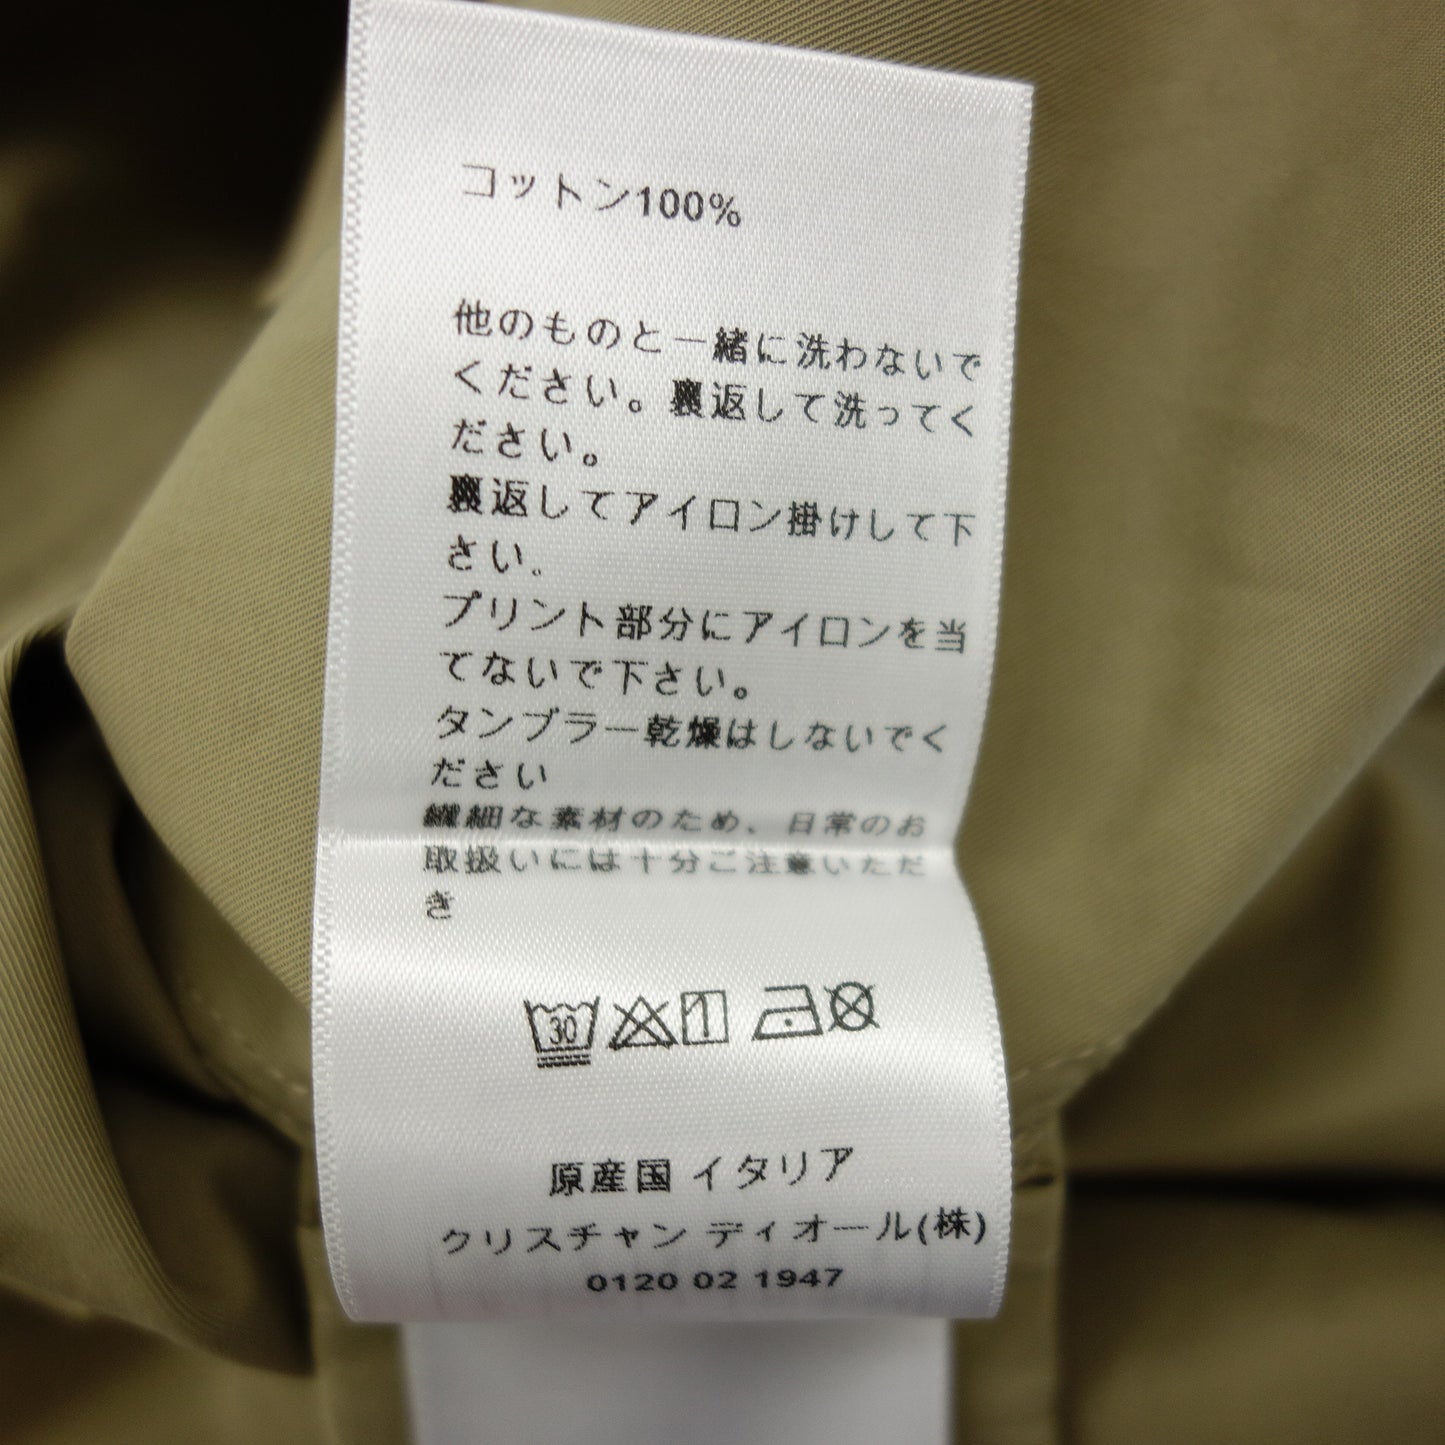 コットン100%
他のものと一緒に洗わないで
ください。裏返して洗ってく
ださい。
裏返してアイロン掛けして下
さい.
プリント部分にアイロンを当
てないで下さい。
タンブラー乾燥はしないでく
ださい
繊細な素材のため、日常のお
取扱いには十分ご注意いただ
き
30
原産国 イタリア
クリスチャン ディオール(株)
0120 02 1947